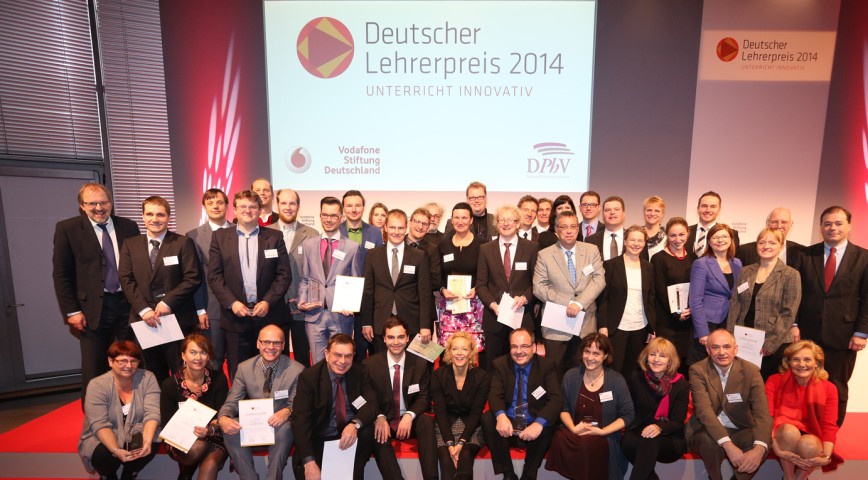 Deutscher
Lehrerpreis 2014
UNTERRICHT INNOVATIV
Vodafone
Stiftung
Deutschland
DPhV
Deutscher
Lehrerpreis 2014
UNTERRICHT INNOVATIV